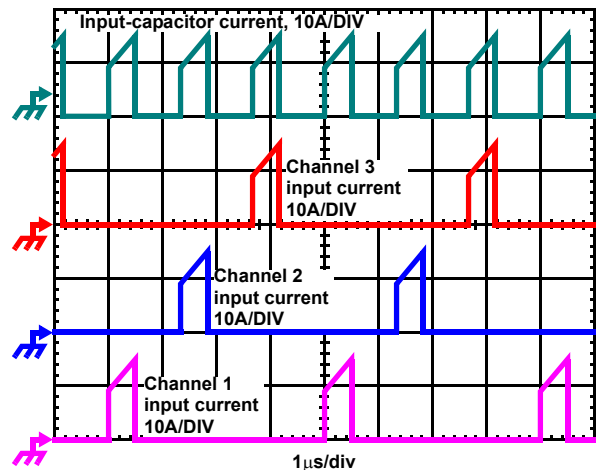 Input-capacitor current, 10A/DIV
Channel 3
input current
10A/DIV
Channel 2
input current
10A/DIV
Channel 1
input current
10A/DIV
1μs/div